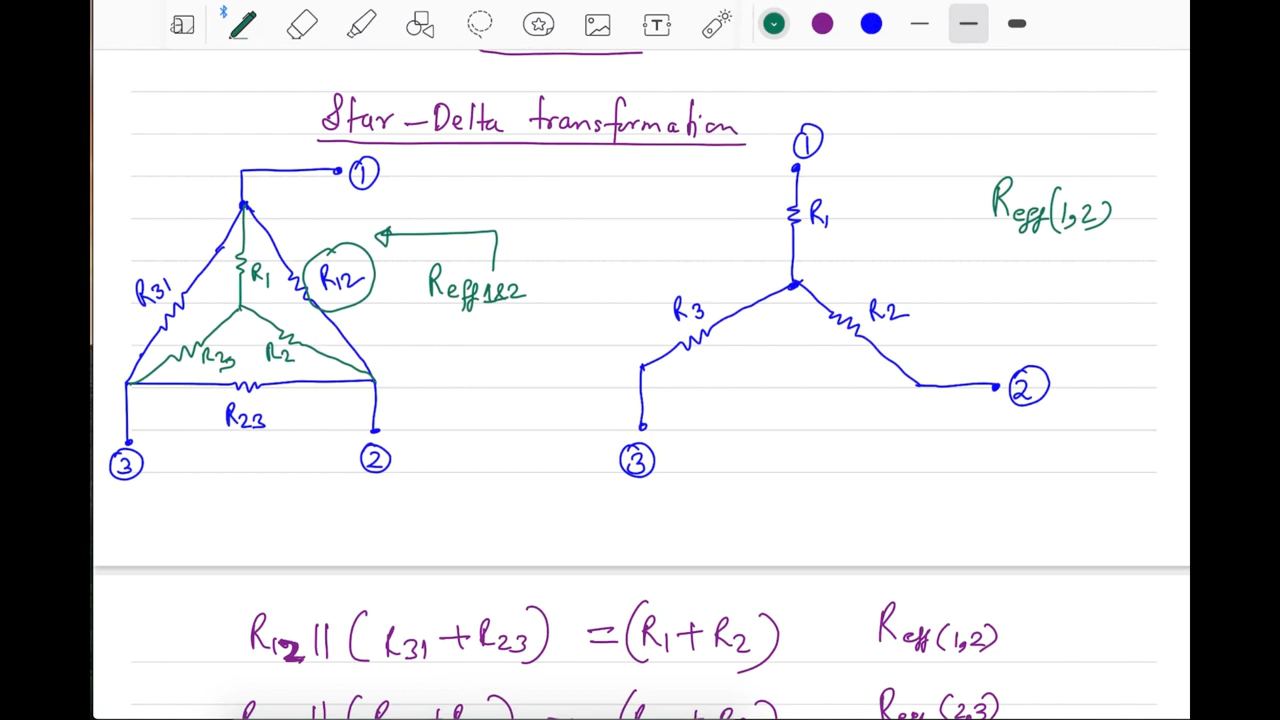 Star-Delta transformation
①
①
R1
Reff(1,2)
R31
R1
R12
Reff1&2
R3
R2
R2
R23
②
③
②
③
R12 || (R31 + R23) = (R1 + R2) Reff(1,2)
Reff(2,3)